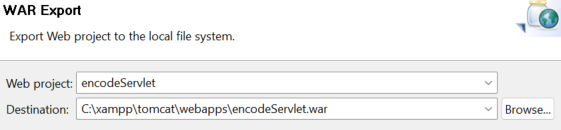 WAR Export
Export Web project to the local file system.
Web project: encodeServlet
Destination: C:\xampp\tomcat\webapps\encodeServlet.war Browse...